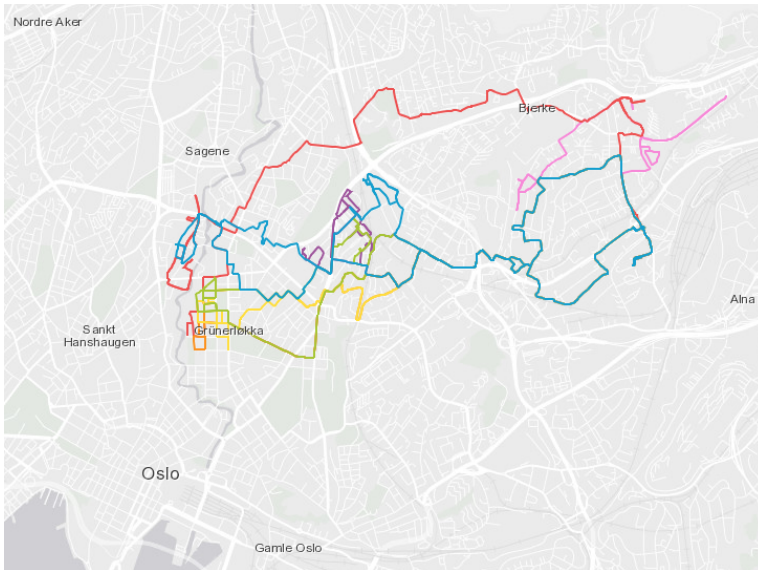 Nordre Aker
Bjerke
Sagene
Alna
Sankt
Hanshaugen
Grünerløkka
Oslo
Gamle Oslo